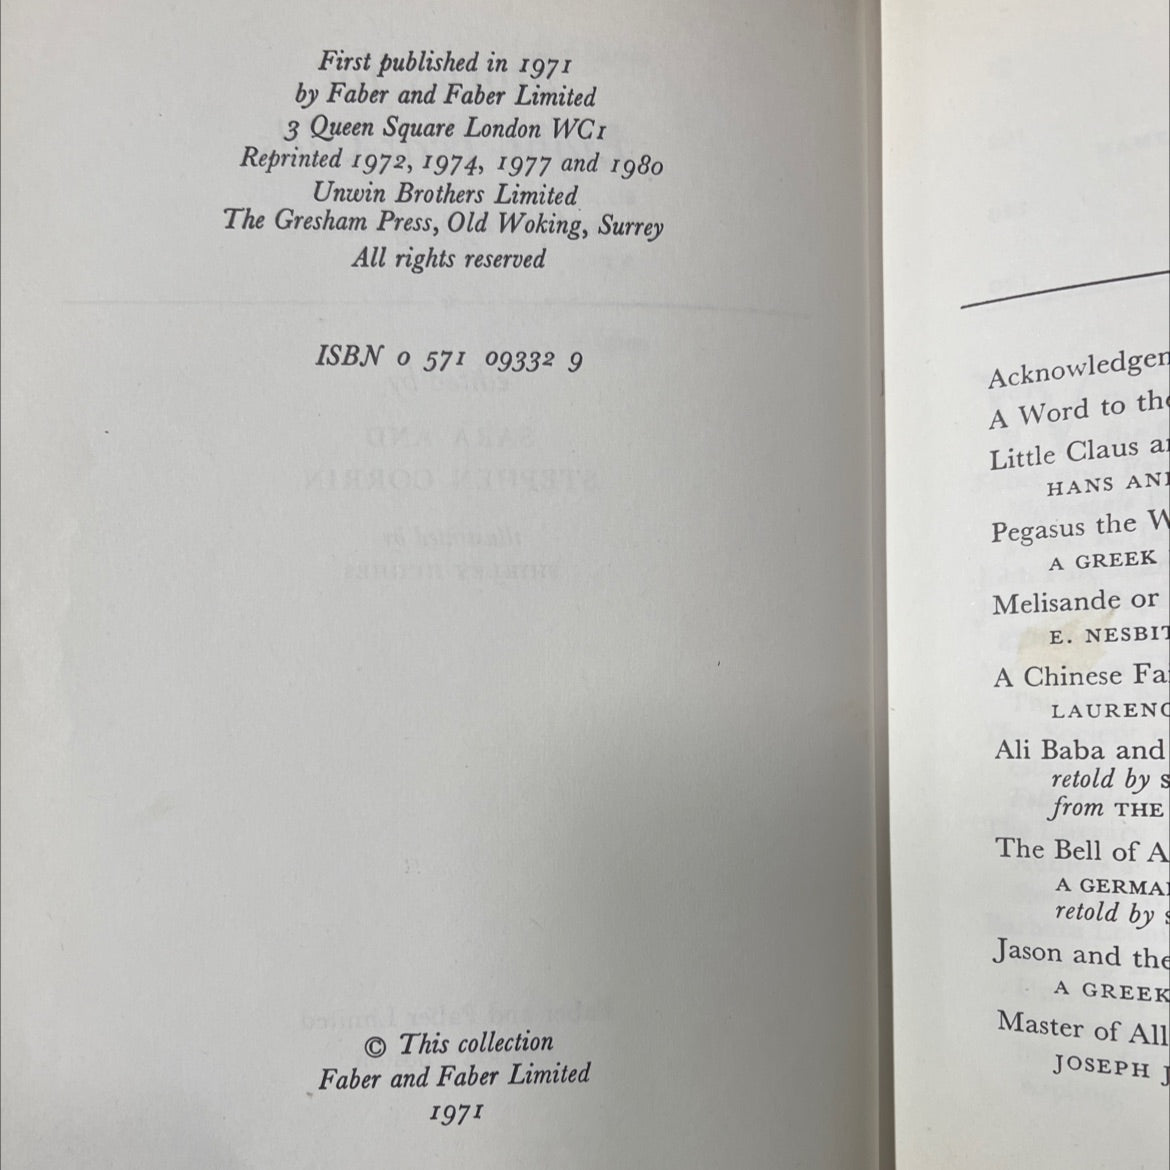 First published in 1971
by Faber and Faber Limited
3 Queen Square London WC1
Reprinted 1972, 1974, 1977 and 1980
Unwin Brothers Limited
The Gresham Press, Old Woking, Surrey
All rights reserved
ISBN 0 571 09332 9
© This collection
Faber and Faber Limited
1971
Acknowledgem
A Word to the
Little Claus an
HANS AND
Pegasus the W
A GREEK
Melisande or
E. NESBIT
A Chinese Fai
LAURENC
Ali Baba and
retold by s
from THE
The Bell of A
A GERMAN
retold by s
Jason and the
A GREEK
Master of All
JOSEPH J